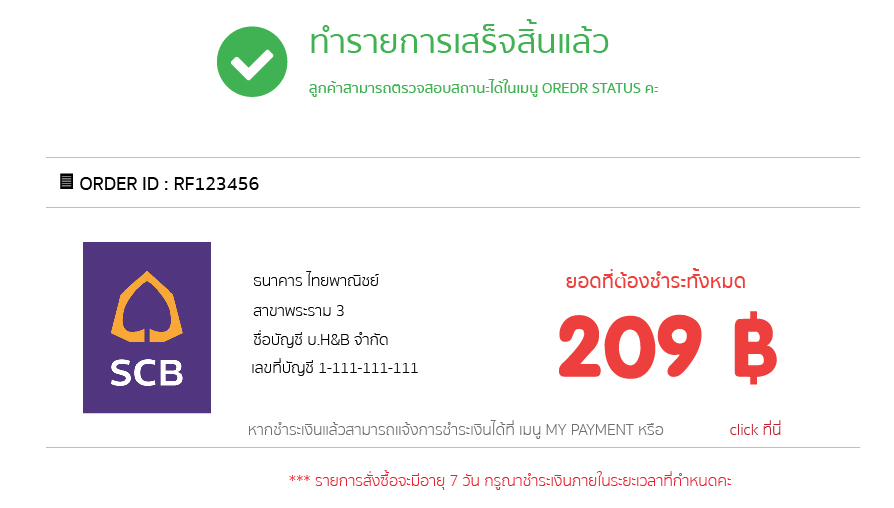 ทำรายการเสร็จสิ้นแล้ว
ลูกค้าสามารถตรวจสอบสถานะได้ในเมนู OREDR STATUS คะ
ORDER ID : RF123456
SCB
ธนาคาร ไทยพาณิชย์
สาขาพระราม 3
ชื่อบัญชี บ.H&B จำกัด
เลขที่บัญชี 1-111-111-111
ยอดที่ต้องชำระทั้งหมด
209 ฿
หากชำระเงินแล้วสามารถแจ้งการชำระเงินได้ที่ เมนู MY PAYMENT หรือ click ที่นี่
*** รายการสั่งซื้อจะมีอายุ 7 วัน กรูณาชำระเงินภายในระยะเวลาที่กำหนดคะ